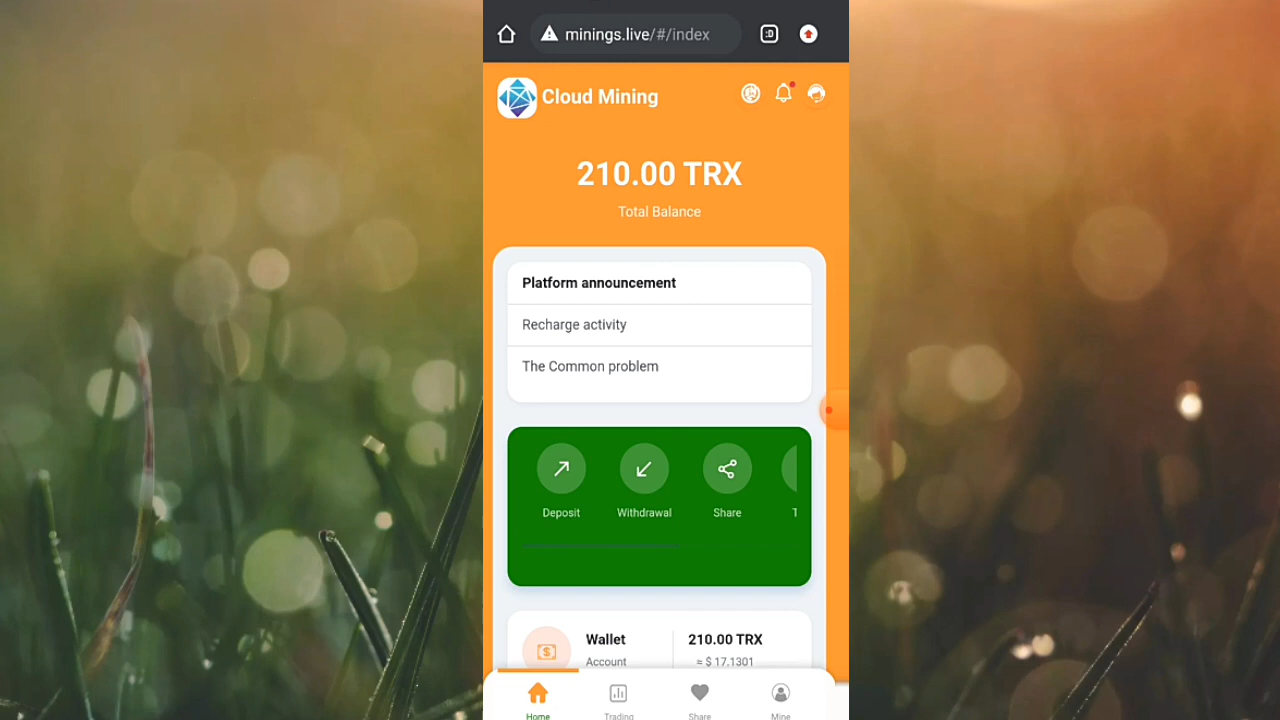 minings.live/#/index
:D
Cloud Mining
210.00 TRX
Total Balance
Platform announcement
Recharge activity
The Common problem
Deposit
Withdrawal
Share
Wallet
210.00 TRX
Account
≈ $ 17.1301
Home
Trading
Share
Mine